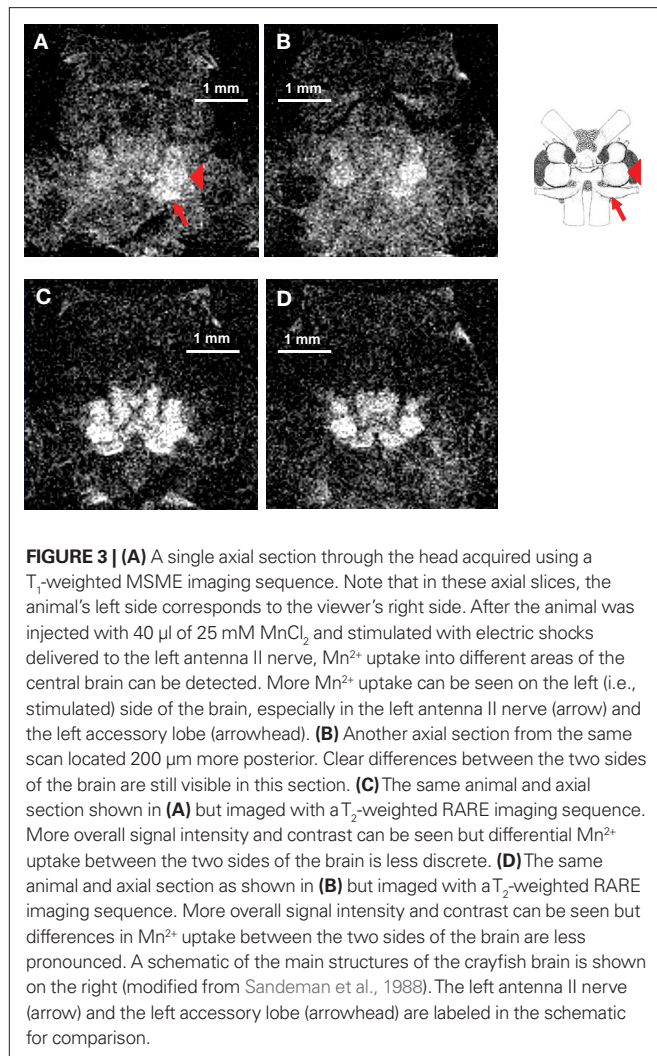 A
1 mm
B
1 mm
C
1 mm
D
1 mm
FIGURE 3 | (A) A single axial section through the head acquired using a
T₁-weighted MSME imaging sequence. Note that in these axial slices, the
animal's left side corresponds to the viewer's right side. After the animal was
injected with 40 μl of 25 mM MnCl₂ and stimulated with electric shocks
delivered to the left antenna II nerve, Mn²⁺ uptake into different areas of the
central brain can be detected. More Mn²⁺ uptake can be seen on the left (i.e.,
stimulated) side of the brain, especially in the left antenna II nerve (arrow) and
the left accessory lobe (arrowhead). (B) Another axial section from the same
scan located 200 μm more posterior. Clear differences between the two sides
of the brain are still visible in this section. (C) The same animal and axial
section shown in (A) but imaged with a T₂-weighted RARE imaging sequence.
More overall signal intensity and contrast can be seen but differential Mn²⁺
uptake between the two sides of the brain is less discrete. (D) The same
animal and axial section as shown in (B) but imaged with a T₂-weighted RARE
imaging sequence. More overall signal intensity and contrast can be seen but
differences in Mn²⁺ uptake between the two sides of the brain are less
pronounced. A schematic of the main structures of the crayfish brain is shown
on the right (modified from Sandeman et al., 1988). The left antenna II nerve
(arrow) and the left accessory lobe (arrowhead) are labeled in the schematic
for comparison.